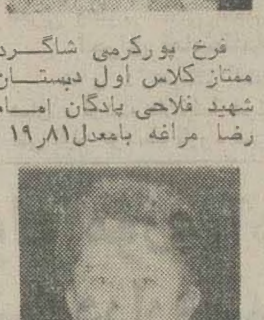 فرخ پورکرمی شاگرد
ممتاز کلاس اول دبستان
شهید فلاحی پادگان امام
رضا مراغه بامعدل ۱۹٫۸۱